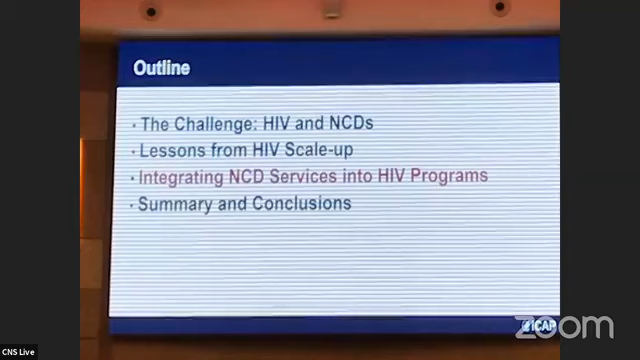 Outline
· The Challenge: HIV and NCDs
· Lessons from HIV Scale-up
· Integrating NCD Services into HIV Programs
· Summary and Conclusions
ICAP
zoom
CNS Live